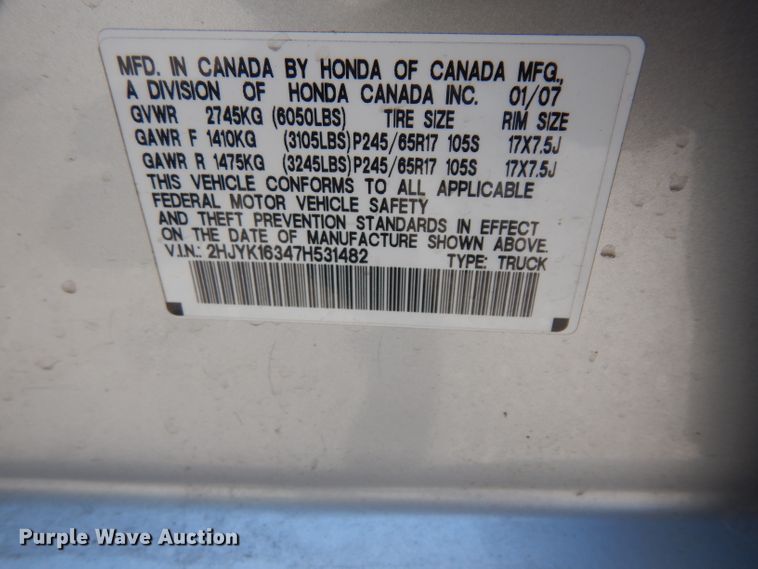 MFD. IN CANADA BY HONDA OF CANADA MFG.,
A DIVISION OF HONDA CANADA INC. 01/07
GVWR 2745KG (6050LBS) TIRE SIZE RIM SIZE
GAWR F 1410KG (3105LBS) P245/65R17 105S 17X7.5J
GAWR R 1475KG (3245LBS) P245/65R17 105S 17X7.5J
THIS VEHICLE CONFORMS TO ALL APPLICABLE
FEDERAL MOTOR VEHICLE SAFETY
AND THEFT PREVENTION STANDARDS IN EFFECT
ON THE DATE OF MANUFACTURE SHOWN ABOVE.
V.I.N.: 2HJYK16347H531482 TYPE: TRUCK
Purple Wave Auction